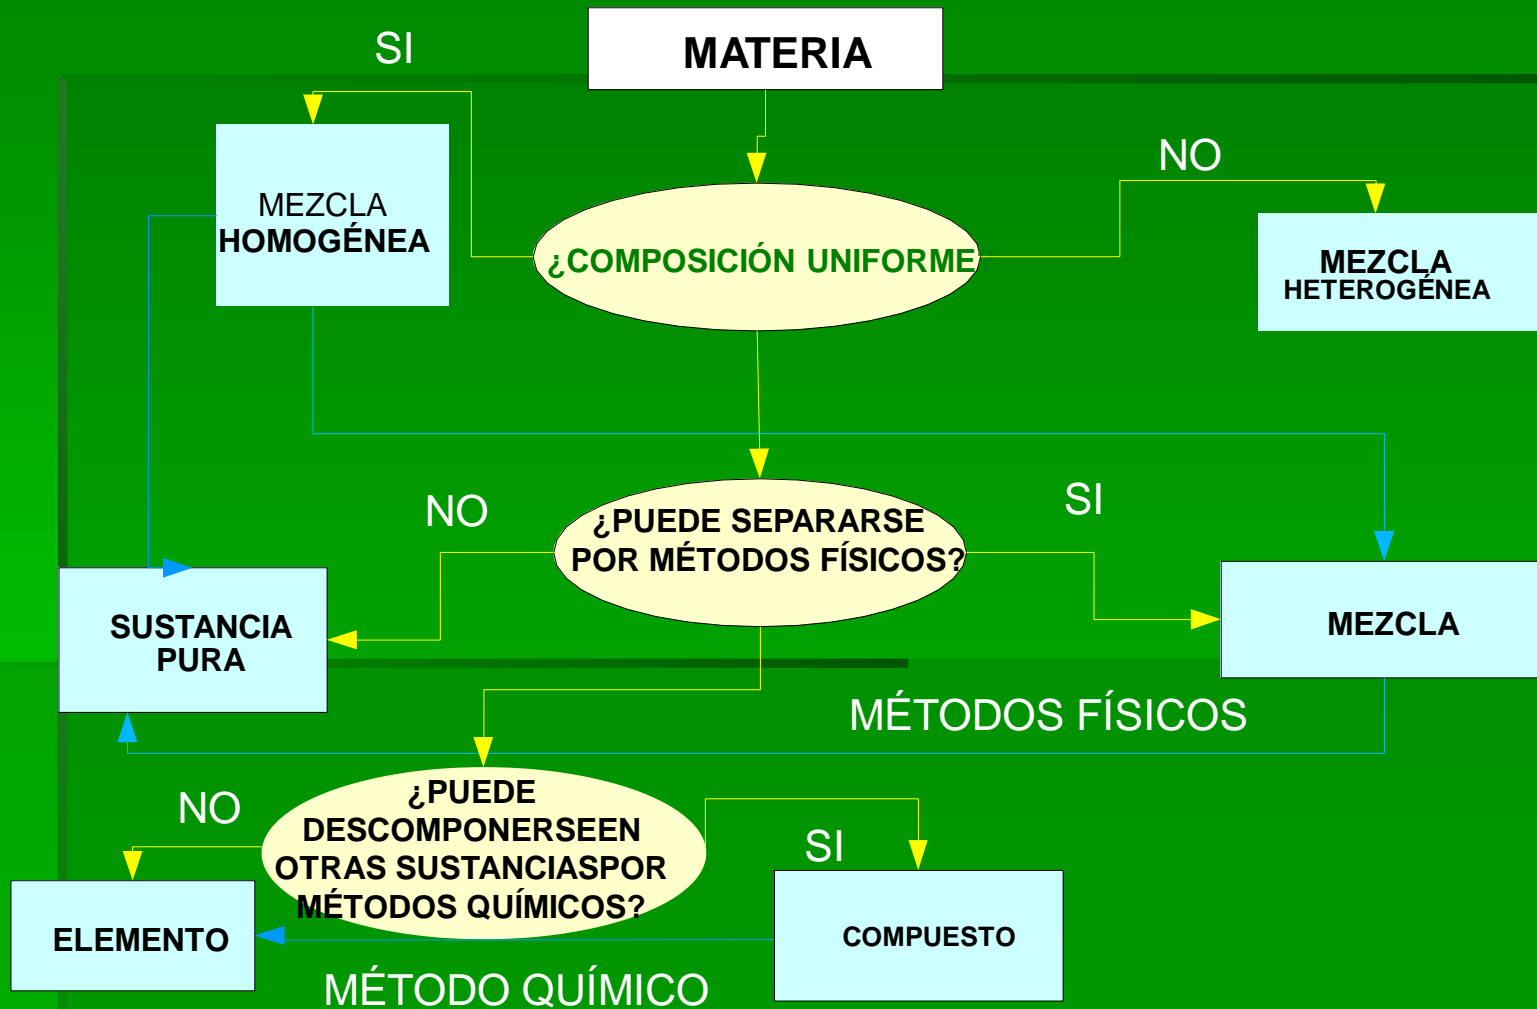 SI
MATERIA
NO
MEZCLA
HOMOGÉNEA
¿COMPOSICIÓN UNIFORME
MEZCLA
HETEROGÉNEA
NO
¿PUEDE SEPARARSE
POR MÉTODOS FÍSICOS?
SI
SUSTANCIA
PURA
MEZCLA
MÉTODOS FÍSICOS
NO
¿PUEDE
DESCOMPONERSEEN
OTRAS SUSTANCIASPOR
MÉTODOS QUÍMICOS?
SI
ELEMENTO
COMPUESTO
MÉTODO QUÍMICO